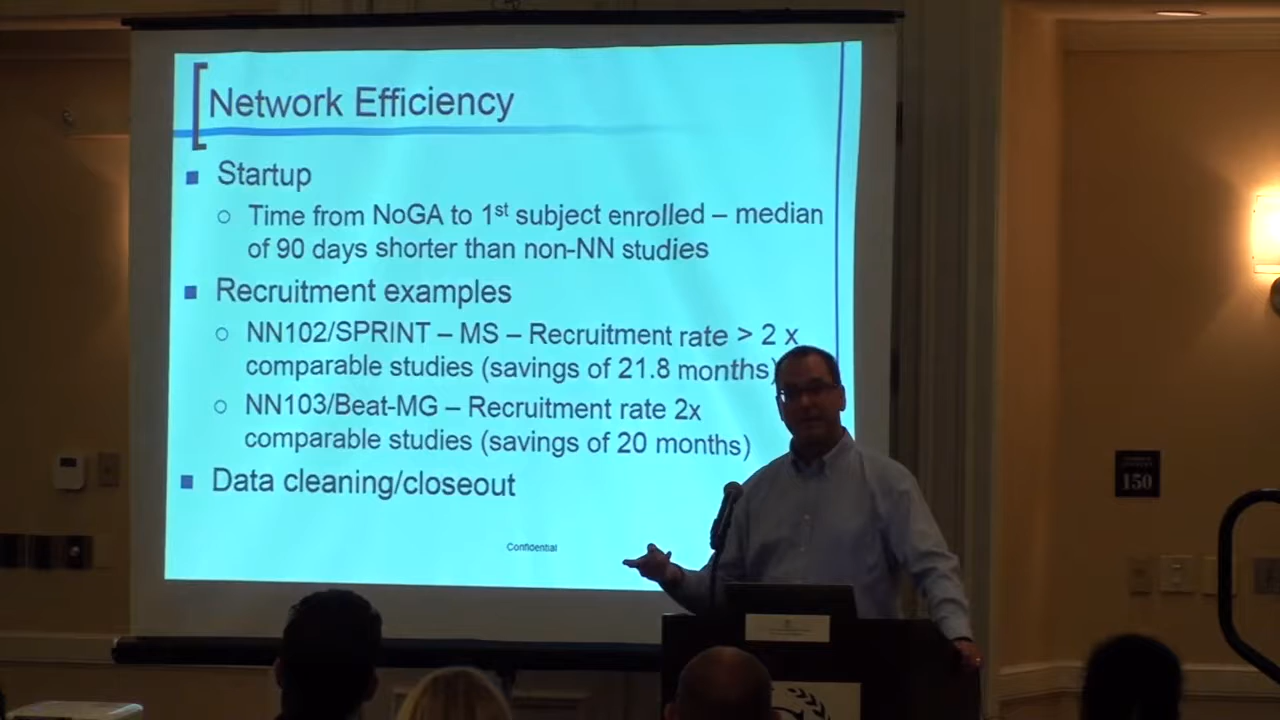 Network Efficiency
Startup
Time from NoGA to 1st subject enrolled – median
of 90 days shorter than non-NN studies
Recruitment examples
NN102/SPRINT – MS – Recruitment rate > 2 x
comparable studies (savings of 21.8 months)
NN103/Beat-MG – Recruitment rate 2x
comparable studies (savings of 20 months)
Data cleaning/closeout
Confidential
150